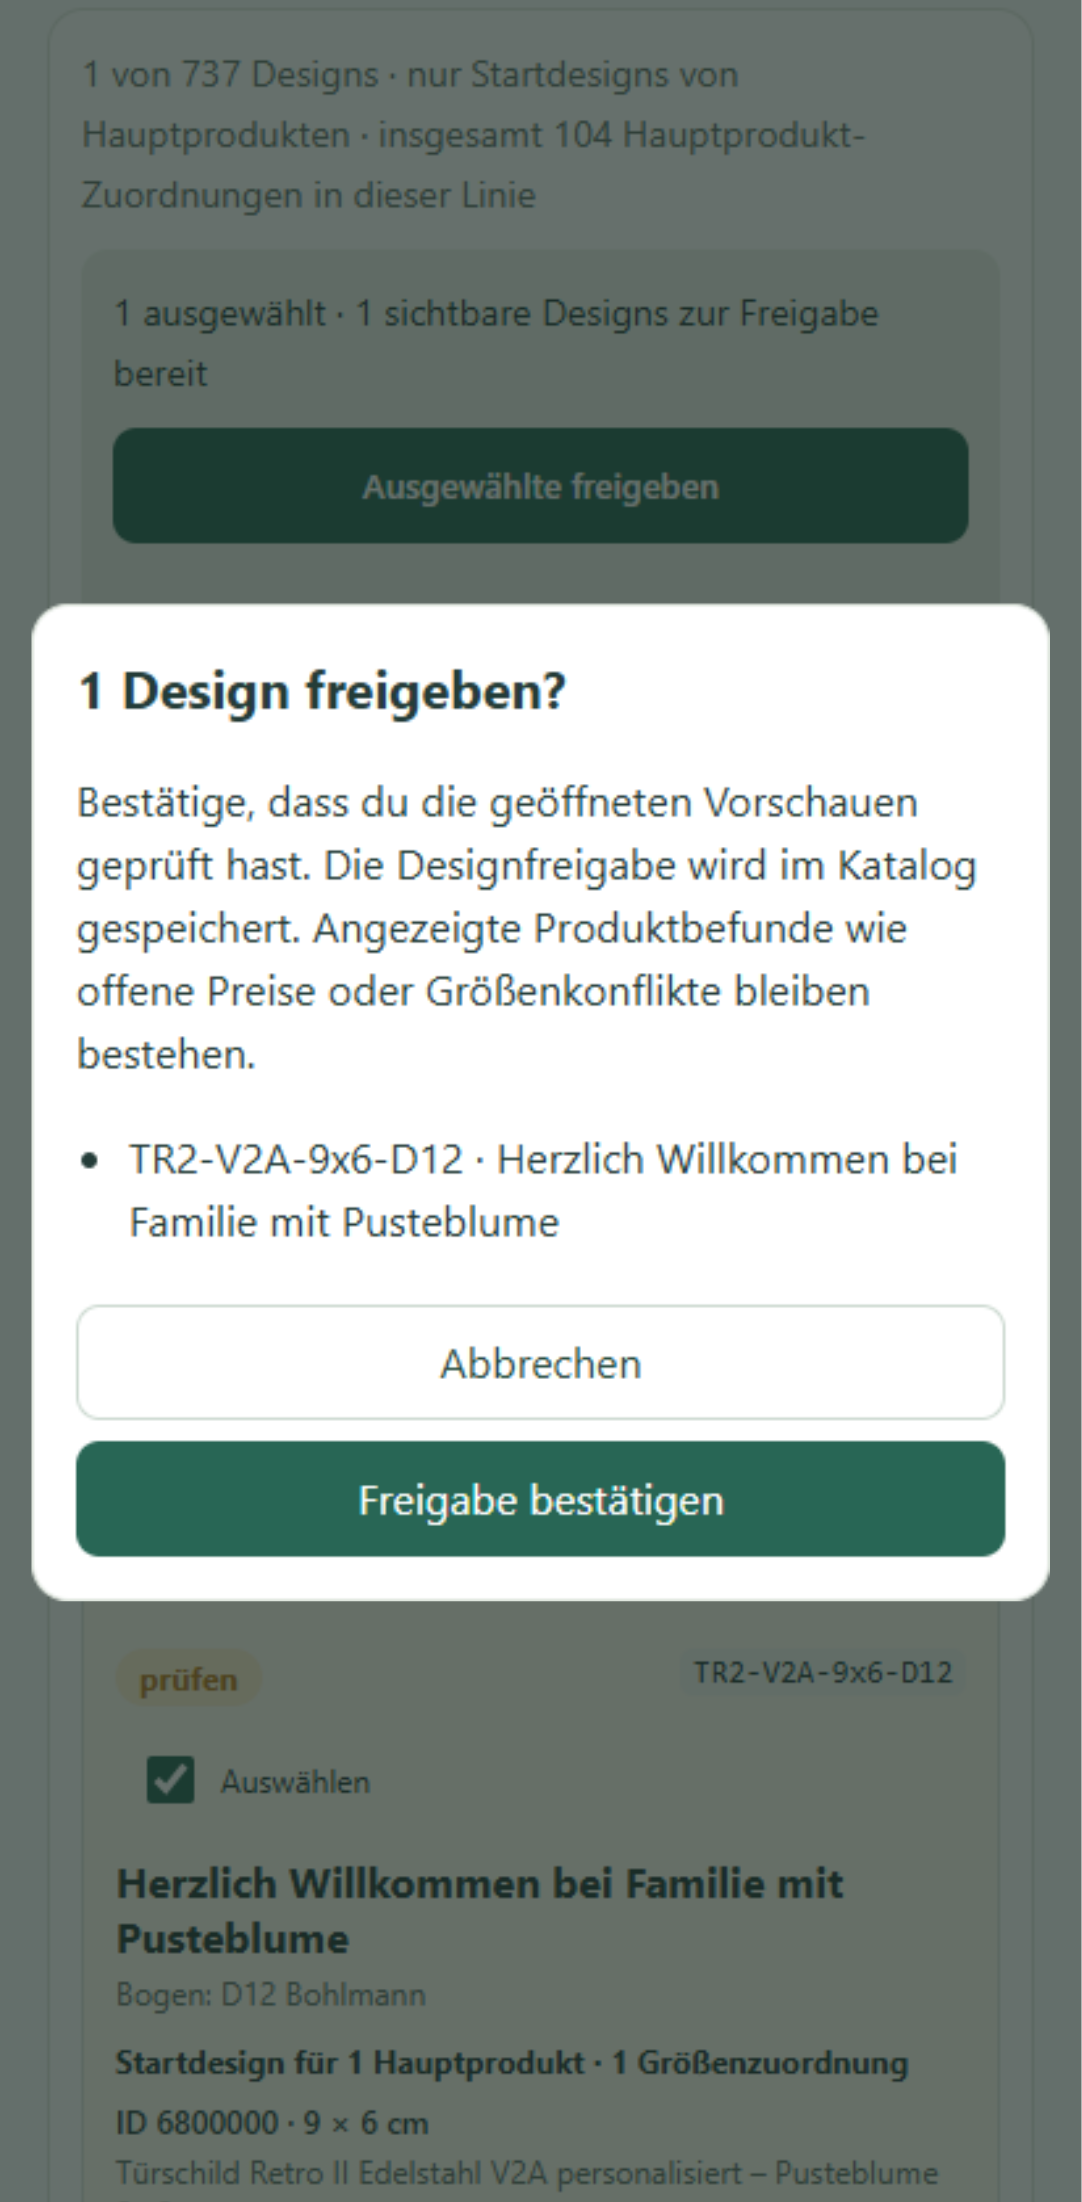 1 von 737 Designs · nur Startdesigns von
Hauptprodukten · insgesamt 104 Hauptprodukt-
Zuordnungen in dieser Linie
1 ausgewählt · 1 sichtbare Designs zur Freigabe
bereit
Ausgewählte freigeben
1 Design freigeben?
Bestätige, dass du die geöffneten Vorschauen
geprüft hast. Die Designfreigabe wird im Katalog
gespeichert. Angezeigte Produktbefunde wie
offene Preise oder Größenkonflikte bleiben
bestehen.
• TR2-V2A-9x6-D12 · Herzlich Willkommen bei
Familie mit Pusteblume
Abbrechen
Freigabe bestätigen
prüfen TR2-V2A-9x6-D12
Auswählen
Herzlich Willkommen bei Familie mit
Pusteblume
Bogen: D12 Bohlmann
Startdesign für 1 Hauptprodukt · 1 Größenzuordnung
ID 6800000 · 9 × 6 cm
Türschild Retro II Edelstahl V2A personalisiert – Pusteblume